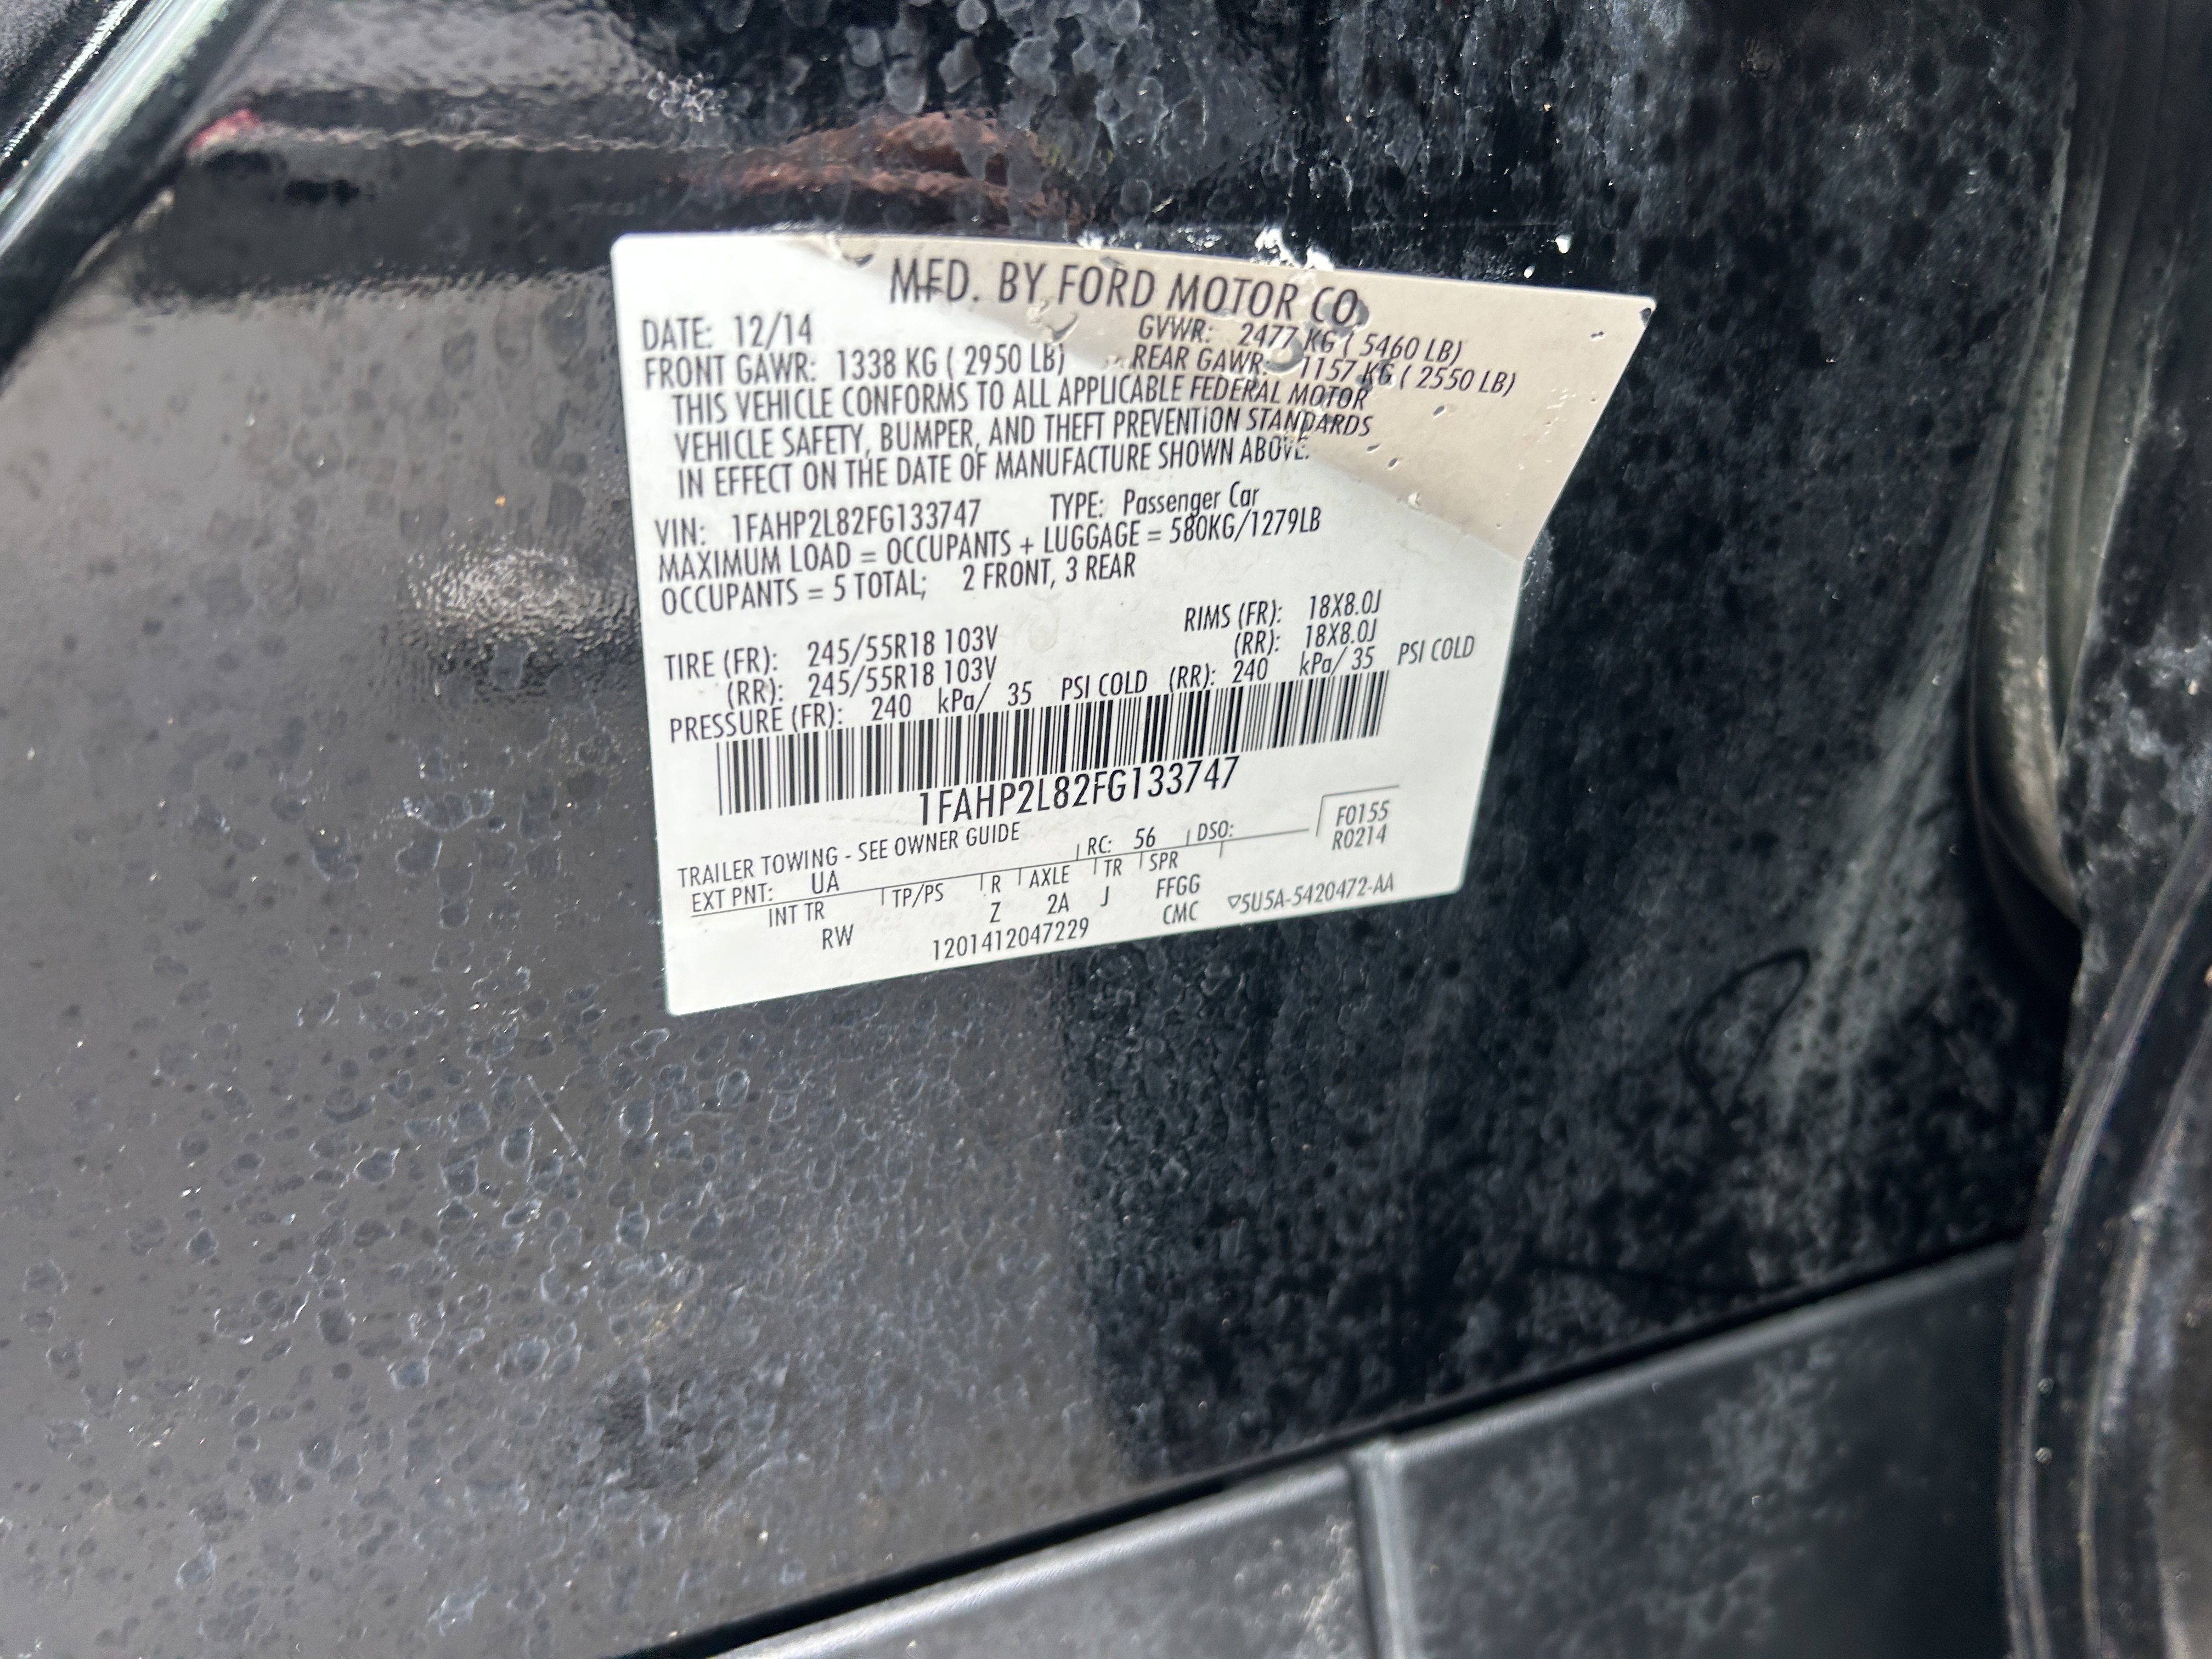 MFD. BY FORD MOTOR CO.
DATE: 12/14 GVWR: 2477 KG ( 5460 LB)
FRONT GAWR: 1338 KG ( 2950 LB) REAR GAWR: 1157 KG ( 2550 LB)
THIS VEHICLE CONFORMS TO ALL APPLICABLE FEDERAL MOTOR
VEHICLE SAFETY, BUMPER, AND THEFT PREVENTION STANDARDS
IN EFFECT ON THE DATE OF MANUFACTURE SHOWN ABOVE.
VIN: 1FAHP2L82FG133747 TYPE: Passenger Car
MAXIMUM LOAD = OCCUPANTS + LUGGAGE = 580KG/1279LB
OCCUPANTS = 5 TOTAL; 2 FRONT, 3 REAR
TIRE (FR): 245/55R18 103V RIMS (FR): 18X8.0J
(RR): 245/55R18 103V (RR): 18X8.0J
PRESSURE (FR): 240 kPa/ 35 PSI COLD (RR): 240 kPa/ 35 PSI COLD
1FAHP2L82FG133747
TRAILER TOWING - SEE OWNER GUIDE
EXT PNT: UA RC: 56 DSO: F0155
R0214
INT TR TP/PS R AXLE TR SPR
RW Z 2A J FFGG
1201412047229 CMC ▽5U5A-5420472-AA